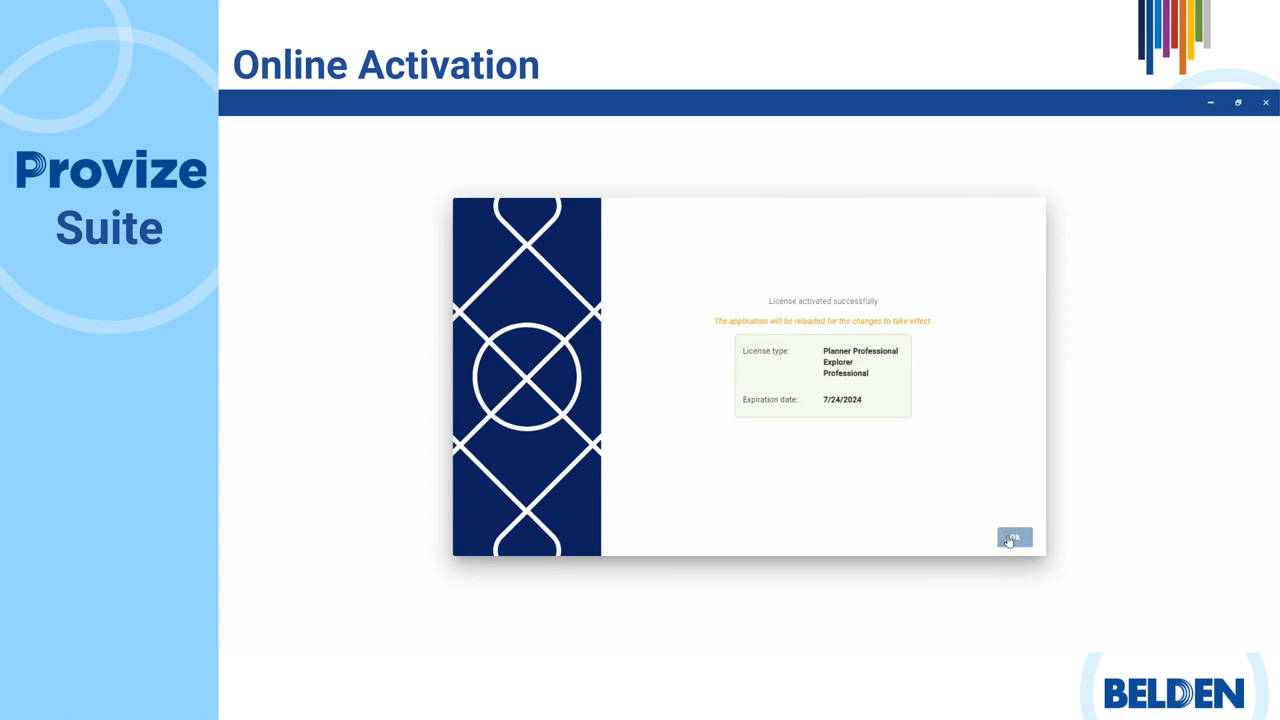 Online Activation
Provize
Suite
License activated successfully
The application will be reloaded for the changes to take effect.
License type: Planner Professional
Explorer
Professional
Expiration date: 7/24/2024
Ok
BELDEN